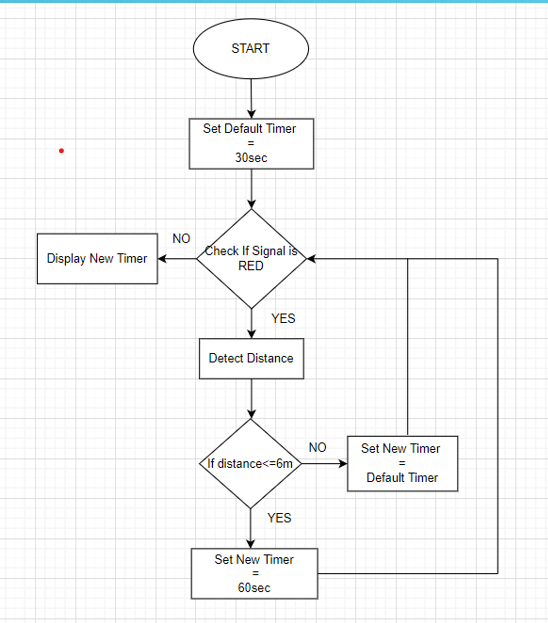 START
Set Default Timer
=
30sec
Check If Signal is
RED
NO
Display New Timer
YES
Detect Distance
If distance<=6m
NO
Set New Timer
=
Default Timer
YES
Set New Timer
=
60sec